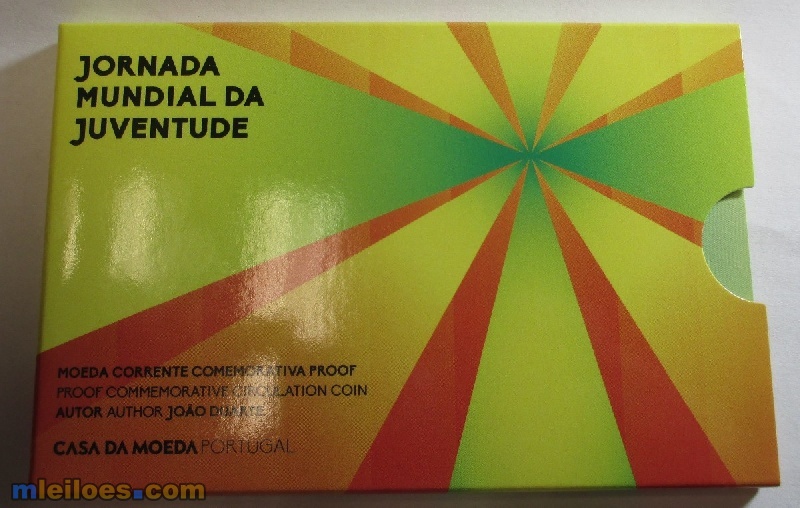 JORNADA
MUNDIAL DA
JUVENTUDE
MOEDA CORRENTE COMEMORATIVA PROOF
PROOF COMMEMORATIVE CIRCULATION COIN
AUTOR AUTHOR JOÃO DUARTE
CASA DA MOEDA PORTUGAL
mleiloes.com